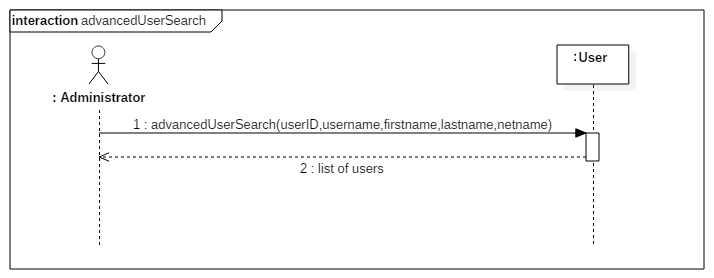 interaction advancedUserSearch
:User
: Administrator
1 : advancedUserSearch(userID,username,firstname,lastname,netname)
2 : list of users